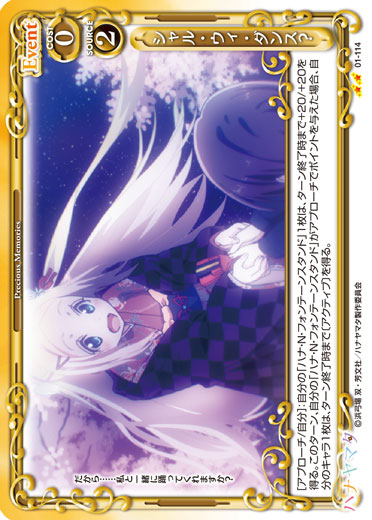 Event
COST
0
SOURCE
2
シャル・ウィ・ダンス？
Precious Memories
だから……私と一緒に踊ってくれますか？
[アプローチ/自分]：自分の「ハナ・N・フォンテーンスタンド」1枚は、ターン終了時まで+20/+20を
得る。このターン、自分の「ハナ・N・フォンテーンスタンド」がアプローチでポイントを与えた場合、自
分のキャラ1枚は、ターン終了時まで[アクティブ]を得る。
©浜弓場 双・芳文社／ハナヤマタ製作委員会
ハナヤマタ
01-114